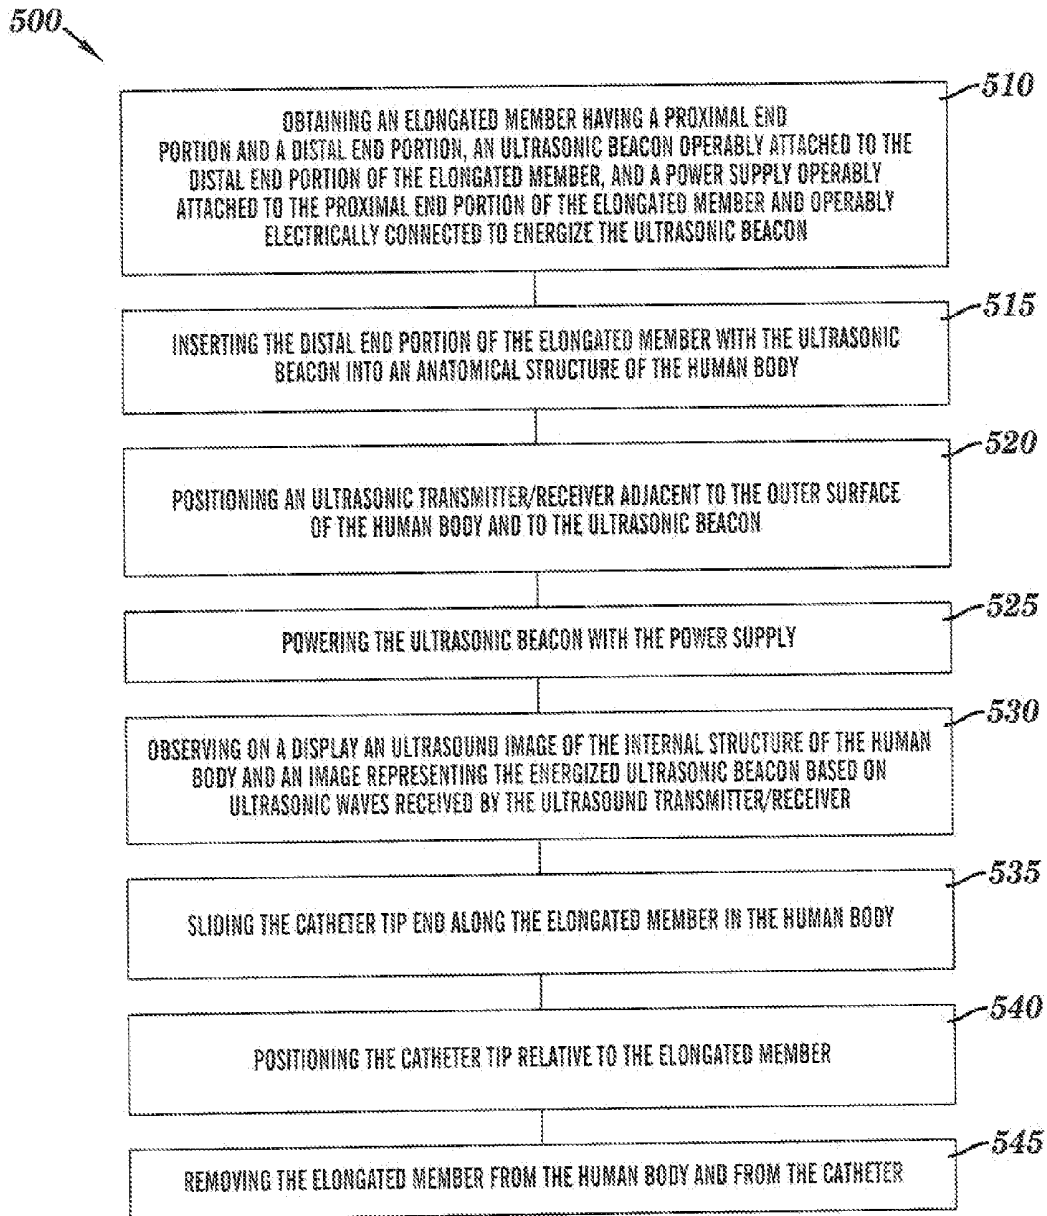 500
510
OBTAINING AN ELONGATED MEMBER HAVING A PROXIMAL END
PORTION AND A DISTAL END PORTION, AN ULTRASONIC BEACON OPERABLY ATTACHED TO THE
DISTAL END PORTION OF THE ELONGATED MEMBER, AND A POWER SUPPLY OPERABLY
ATTACHED TO THE PROXIMAL END PORTION OF THE ELONGATED MEMBER AND OPERABLY
ELECTRICALLY CONNECTED TO ENERGIZE THE ULTRASONIC BEACON
515
INSERTING THE DISTAL END PORTION OF THE ELONGATED MEMBER WITH THE ULTRASONIC
BEACON INTO AN ANATOMICAL STRUCTURE OF THE HUMAN BODY
520
POSITIONING AN ULTRASONIC TRANSMITTER/RECEIVER ADJACENT TO THE OUTER SURFACE
OF THE HUMAN BODY AND TO THE ULTRASONIC BEACON
525
POWERING THE ULTRASONIC BEACON WITH THE POWER SUPPLY
530
OBSERVING ON A DISPLAY AN ULTRASOUND IMAGE OF THE INTERNAL STRUCTURE OF THE HUMAN
BODY AND AN IMAGE REPRESENTING THE ENERGIZED ULTRASONIC BEACON BASED ON
ULTRASONIC WAVES RECEIVED BY THE ULTRASOUND TRANSMITTER/RECEIVER
535
SLIDING THE CATHETER TIP END ALONG THE ELONGATED MEMBER IN THE HUMAN BODY
540
POSITIONING THE CATHETER TIP RELATIVE TO THE ELONGATED MEMBER
545
REMOVING THE ELONGATED MEMBER FROM THE HUMAN BODY AND FROM THE CATHETER